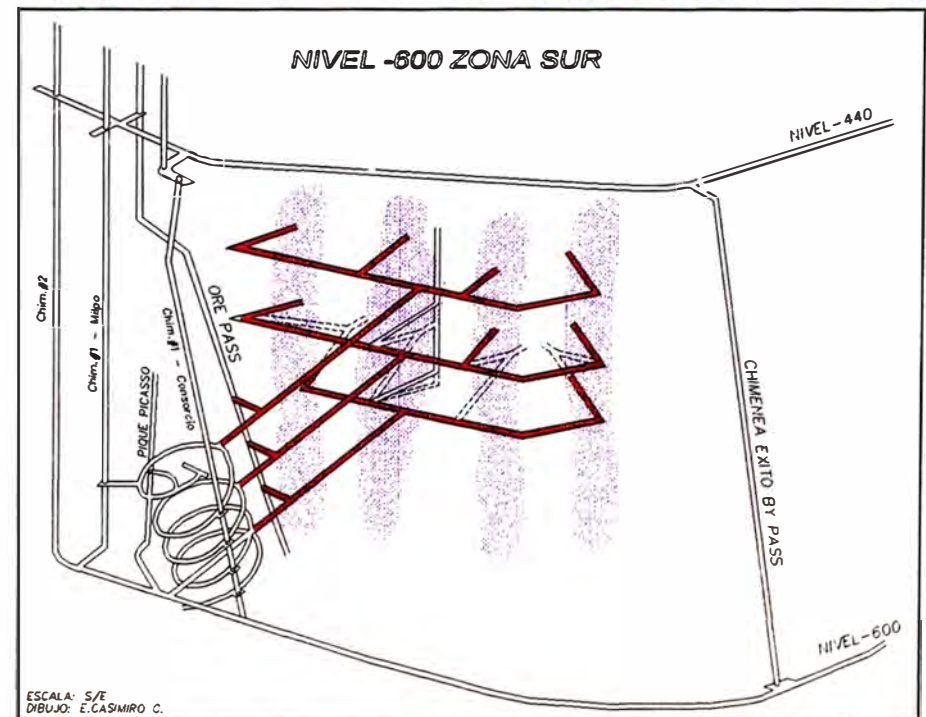 NIVEL -600 ZONA SUR
NIVEL-440
Chim.#2
Chim.#1 - Milpo
PIQUE PICASSO
Chim.#1 - Consorcio
ORE PASS
CHIMENEA EXITO BY PASS
NIVEL-600
ESCALA: S/E
DIBUJO: E.CASIMIRO C.